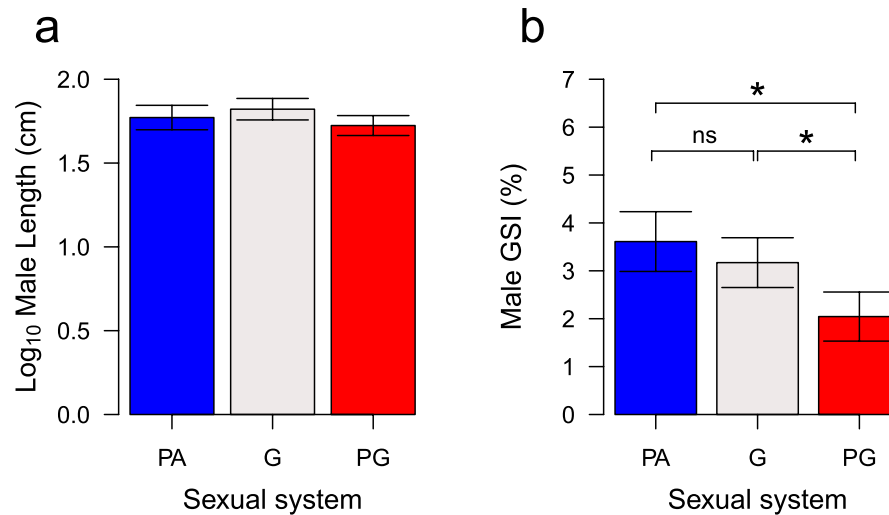 a
Log10 Male Length (cm)
2.0
1.5
1.0
0.5
0.0
PA G PG
Sexual system
b
Male GSI (%)
7
6
5
4
3
2
1
0
*
ns *
PA G PG
Sexual system